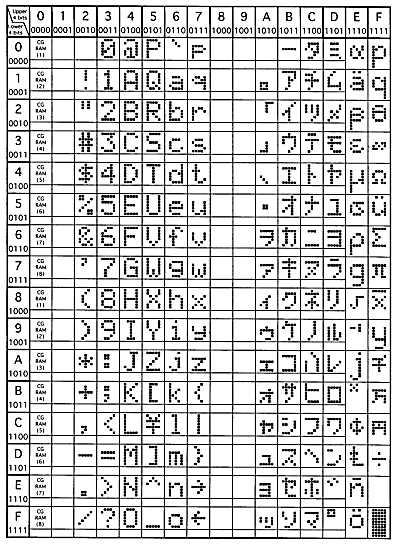 Upper 4 bits 0 1 2 3 4 5 6 7 8 9 A B C D E F
Lower 4 bits 0000 0001 0010 0011 0100 0101 0110 0111 1000 1001 1010 1011 1100 1101 1110 1111
0 0000 CG RAM (1) 0 @ P ` p ー タ ミ α p
1 0001 CG RAM (2) ! 1 A Q a q 。 ア チ ム ä q
2 0010 CG RAM (3) " 2 B R b r 「 イ ツ メ β θ
3 0011 CG RAM (4) # 3 C S c s 」 ウ テ モ ε ∞
4 0100 CG RAM (5) $ 4 D T d t 、 エ ト ヤ μ Ω
5 0101 CG RAM (6) % 5 E U e u ・ オ ナ ユ σ ü
6 0110 CG RAM (7) & 6 F V f v ヲ カ ニ ヨ ρ Σ
7 0111 CG RAM (8) ' 7 G W g w ァ キ ヌ ラ g π
8 1000 CG RAM (1) ( 8 H X h x ィ ク ネ リ √ x̄
9 1001 CG RAM (2) ) 9 I Y i y ゥ ケ ノ ル ⁻¹ y
A 1010 CG RAM (3) * : J Z j z ェ コ ハ レ j 千
B 1011 CG RAM (4) + ; K [ k { ォ サ ヒ ロ ˣ 万
C 1100 CG RAM (5) , < L ¥ l | ャ シ フ ワ ¢ 円
D 1101 CG RAM (6) - = M ] m } ュ ス ヘ ン ₤ ÷
E 1110 CG RAM (7) . > N ^ n → ョ セ ホ ゛ ñ
F 1111 CG RAM (8) / ? O _ o ← ッ ソ マ ゜ ö █